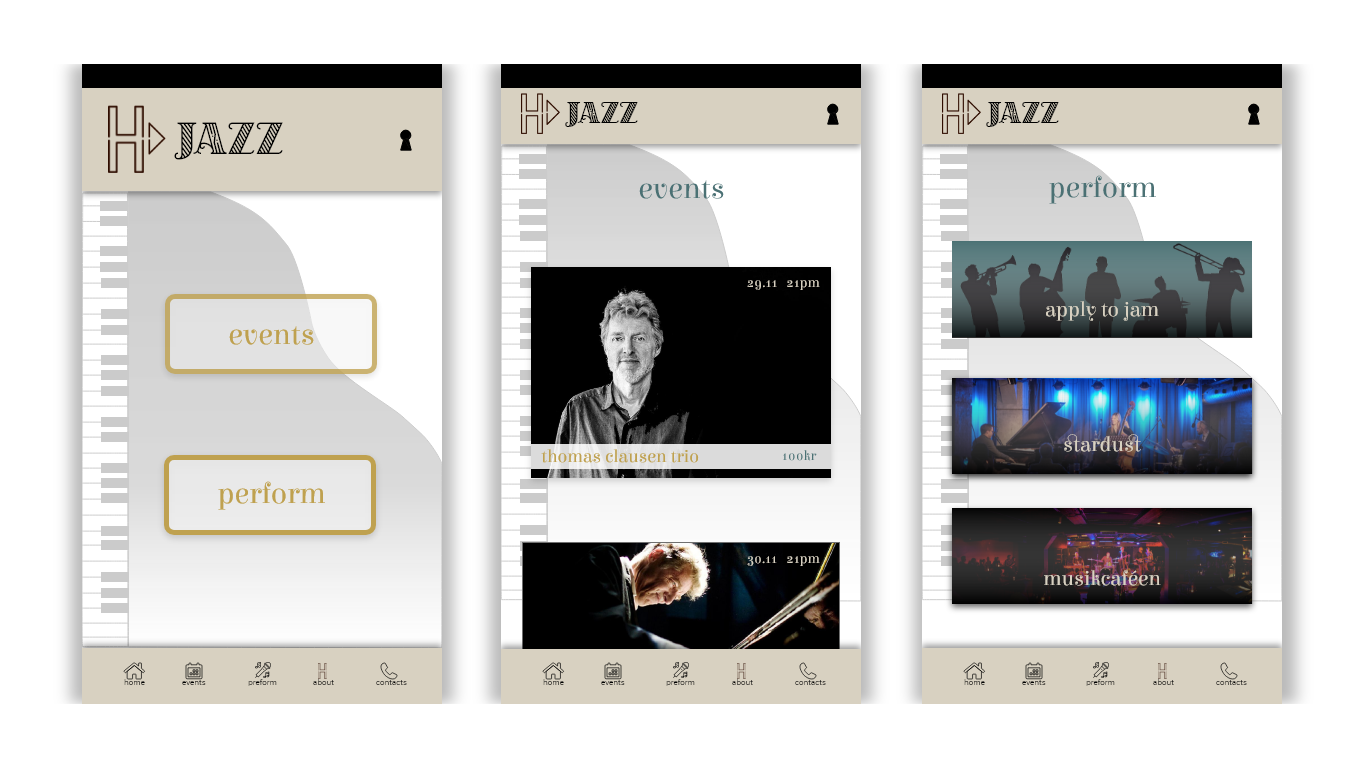 H JAZZ
events
perform
home events preform about contacts
H JAZZ
events
29.11 21pm
thomas clausen trio 100kr
30.11 21pm
home events preform about contacts
H JAZZ
perform
apply to jam
stardust
musikcaféen
home events preform about contacts